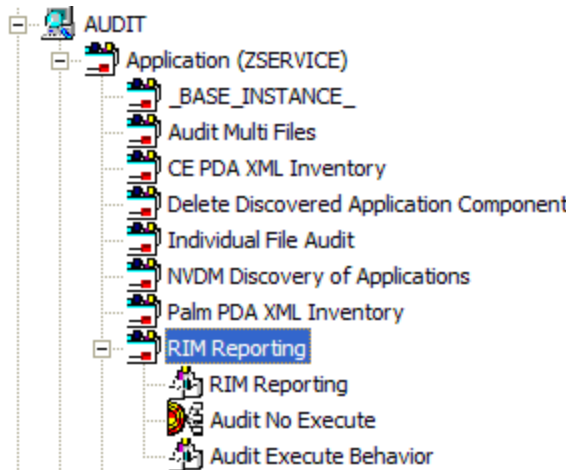 AUDIT
Application (ZSERVICE)
_BASE_INSTANCE_
Audit Multi Files
CE PDA XML Inventory
Delete Discovered Application Component
Individual File Audit
NVDM Discovery of Applications
Palm PDA XML Inventory
RIM Reporting
RIM Reporting
Audit No Execute
Audit Execute Behavior